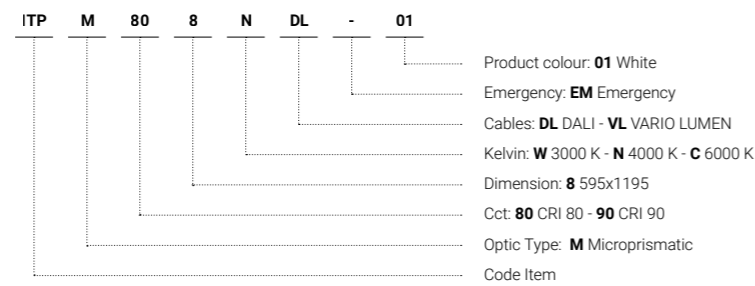 ITP M 80 8 N DL - 01
Product colour: 01 White
Emergency: EM Emergency
Cables: DL DALI - VL VARIO LUMEN
Kelvin: W 3000 K - N 4000 K - C 6000 K
Dimension: 8 595x1195
Cct: 80 CRI 80 - 90 CRI 90
Optic Type: M Microprismatic
Code Item